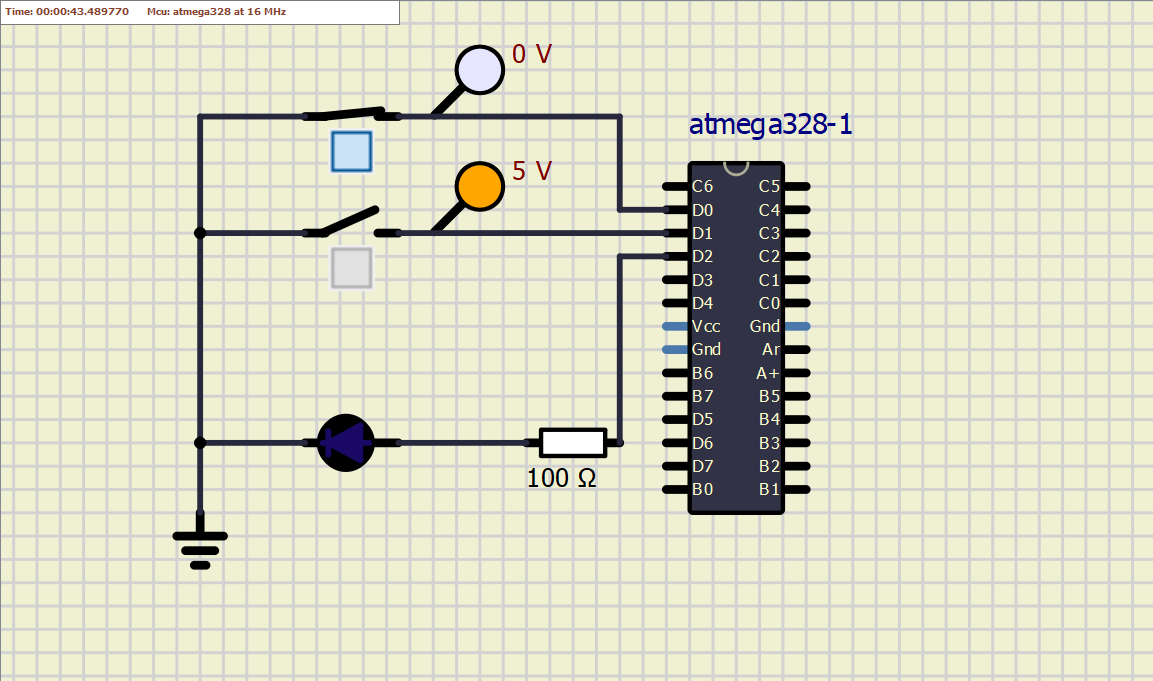 Time: 00:00:43.489770 Mcu: atmega328 at 16 MHz
0 V
5 V
atmega328-1
C6 C5
D0 C4
D1 C3
D2 C2
D3 C1
D4 C0
Vcc Gnd
Gnd Ar
B6 A+
B7 B5
D5 B4
D6 B3
D7 B2
B0 B1
100 Ω